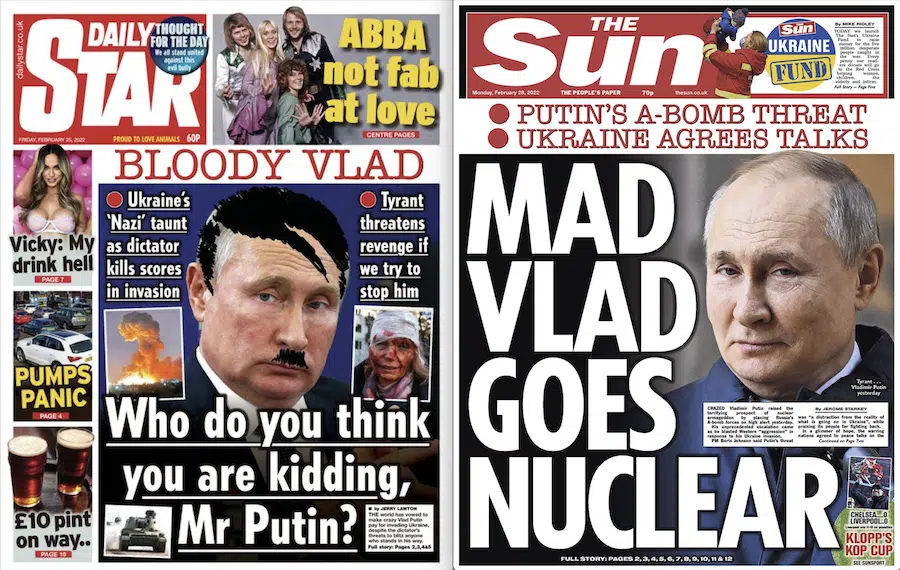 dailystar.co.uk
DAILY
STAR
THOUGHT
FOR THE DAY
We all stand united
against this
evil bully
FRIDAY, FEBRUARY 25, 2022
PROUD TO LOVE ANIMALS
60P
ABBA
not fab
at love
CENTRE PAGES
Vicky: My
drink hell
PAGE 7
PUMPS
PANIC
PAGE 4
£10 pint
on way..
PAGE 19
BLOODY VLAD
Ukraine's
'Nazi' taunt
as dictator
kills scores
in invasion
Tyrant
threatens
revenge if
we try to
stop him
Who do you think
you are kidding,
Mr Putin?
by JERRY LAWTON
THE world has vowed to
make crazy Vlad Putin
pay for invading Ukraine,
despite the dictator's
threats to blitz anyone
who stands in his way.
Full story: Pages 2,3,4&5
THE
Sun
Monday, February 28, 2022
THE PEOPLE'S PAPER
70p
thesun.co.uk
Sun
UKRAINE
FUND
By MIKE RIDLEY
TODAY we launch
The Sun's Ukraine
Fund to raise
money for the five
million desperate
people caught in
the war. Every
penny our readers
donate will go
to the Red Cross
helping women,
children, the
elderly and infirm.
Full Story — Page Five
PUTIN'S A-BOMB THREAT
UKRAINE AGREES TALKS
MAD
VLAD
GOES
NUCLEAR
Tyrant . . .
Vladimir Putin
yesterday
CRAZED Vladimir Putin raised the
terrifying prospect of nuclear
armageddon by placing Russia's
A-bomb forces on high alert yesterday.
His unprecedented escalation came
as he blasted Western "aggression" in
response to his Ukraine invasion.
PM Boris Johnson said Putin's threat
By JEROME STARKEY
was "a distraction from the reality of
what is going on in Ukraine", while
praising its people for fighting back.
In a glimmer of hope, the warring
nations agreed to peace talks on the
Continued on Page Two
CHELSEA...0
LIVERPOOL..0
Liverpool win 11-10 on penalties
KLOPP'S
KOP CUP
SEE SUNSPORT
FULL STORY: PAGES 2, 3, 4, 5, 6, 7, 8, 9, 10, 11 & 12